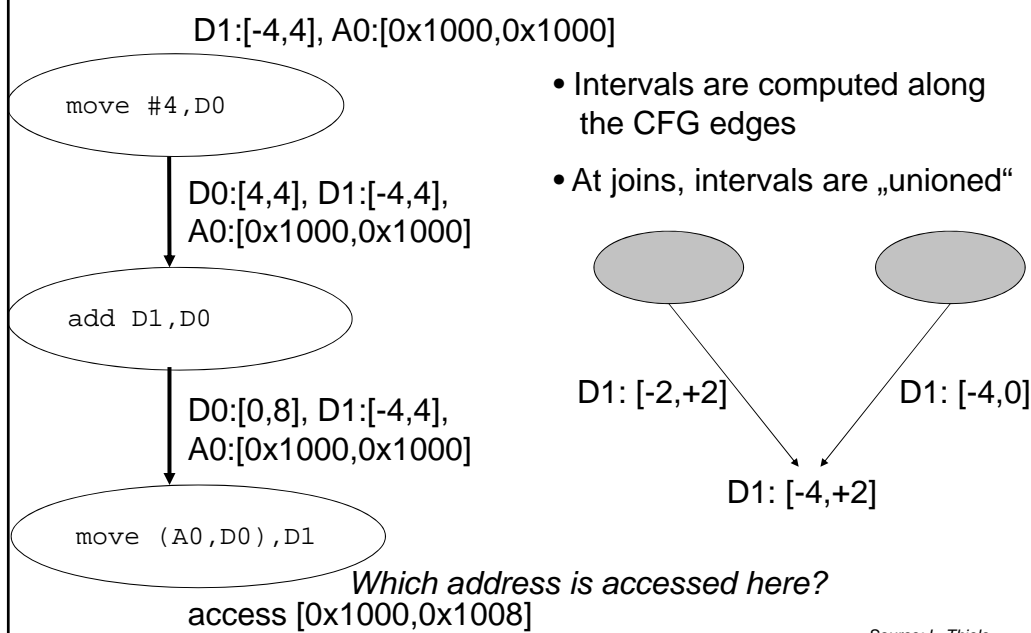 D1:[-4,4], A0:[0x1000,0x1000]
move #4,D0
D0:[4,4], D1:[-4,4],
A0:[0x1000,0x1000]
add D1,D0
D0:[0,8], D1:[-4,4],
A0:[0x1000,0x1000]
move (A0,D0),D1
Which address is accessed here?
access [0x1000,0x1008]
• Intervals are computed along
the CFG edges
• At joins, intervals are „unioned“
D1: [-2,+2]
D1: [-4,0]
D1: [-4,+2]